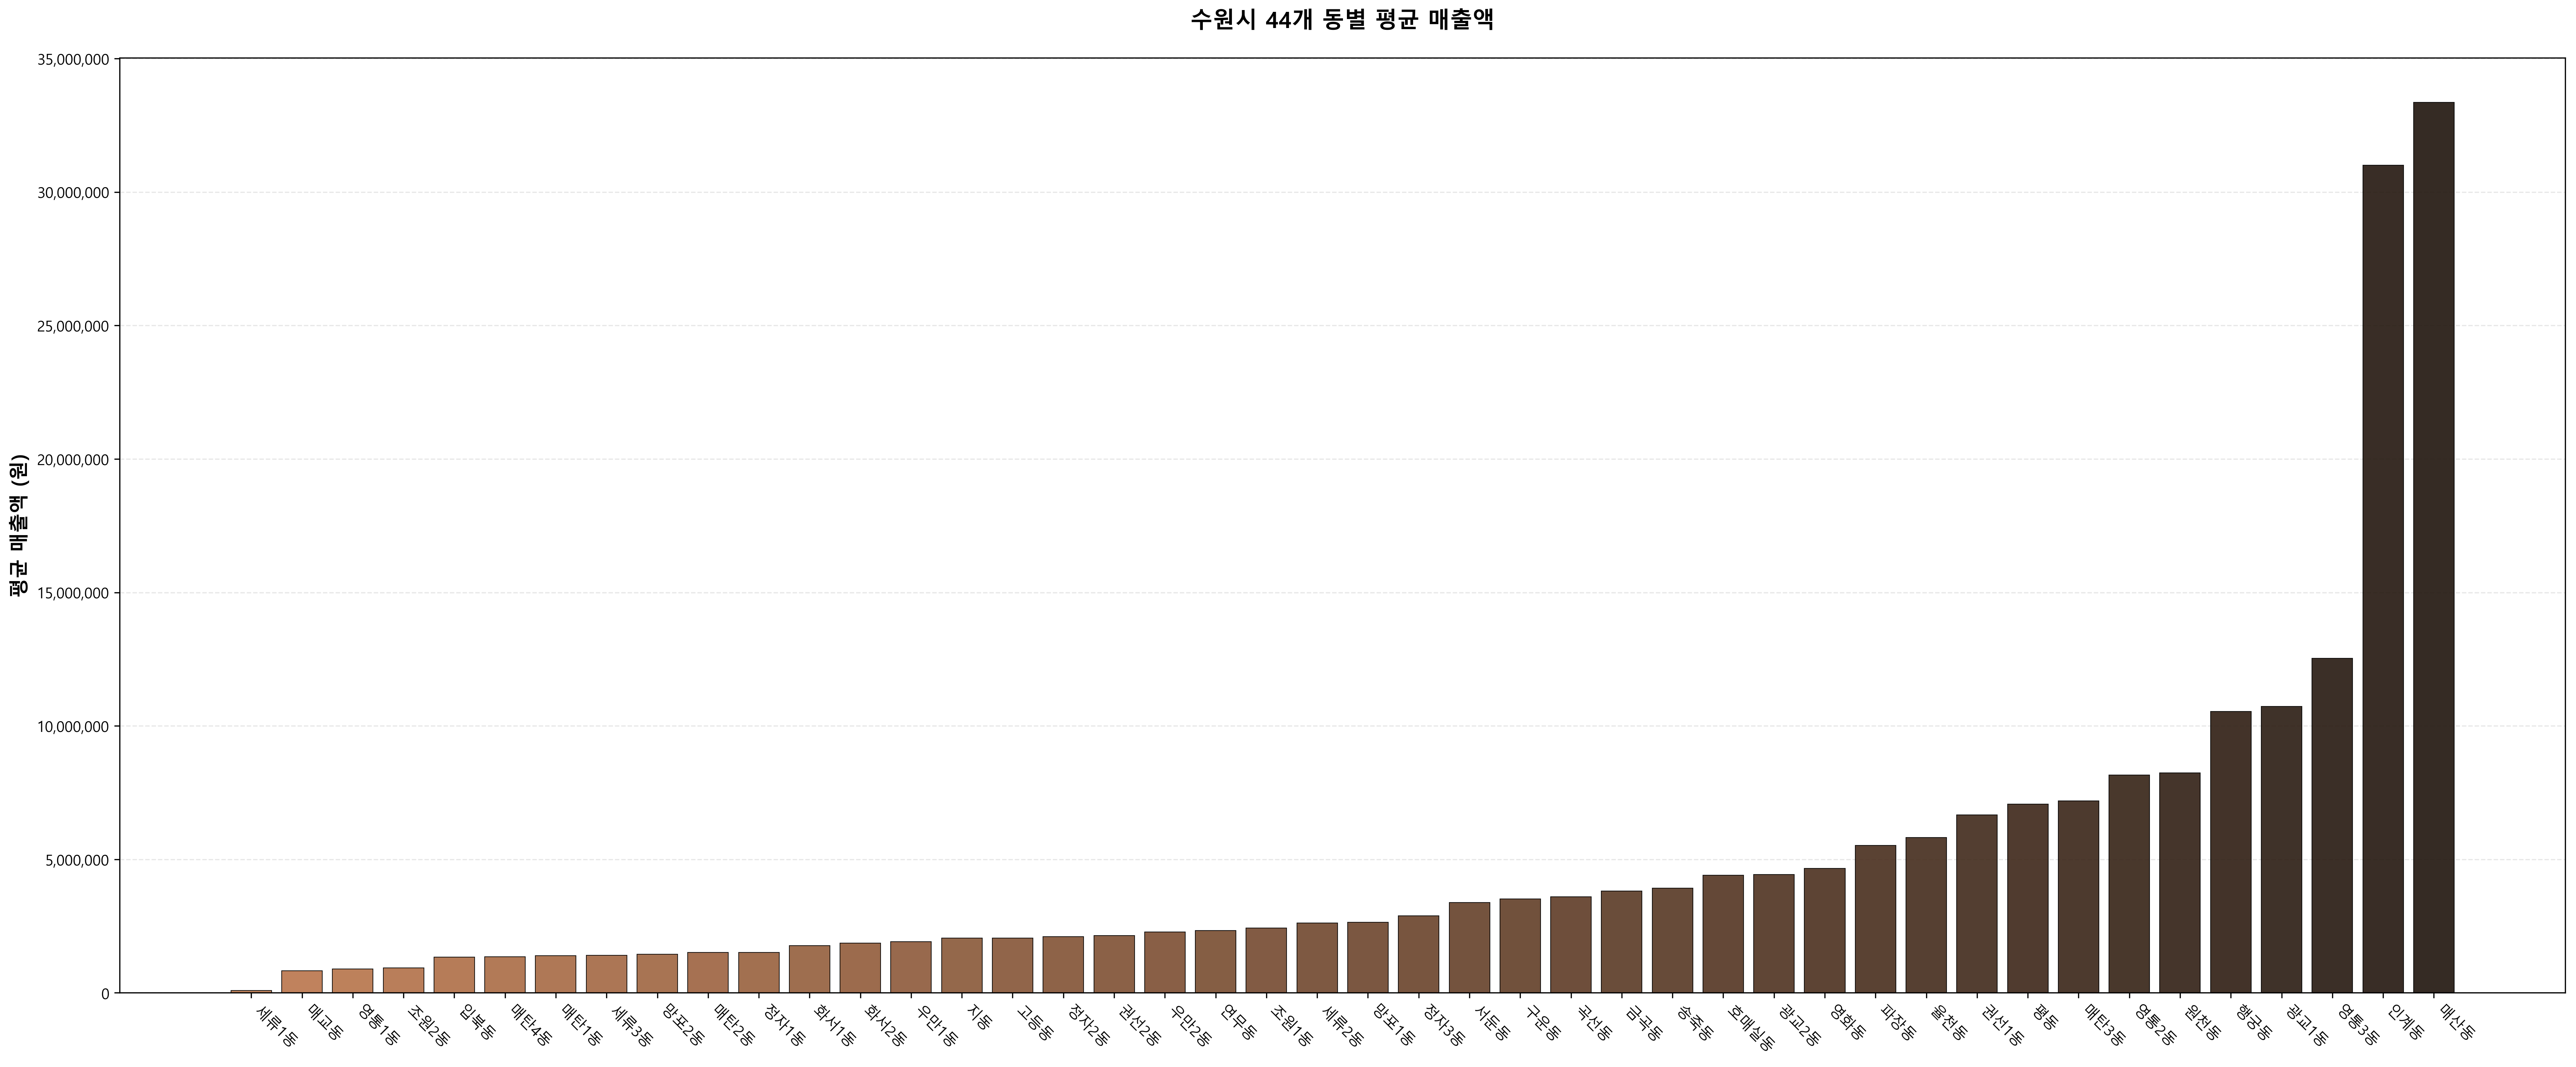 수원시 44개 동별 평균 매출액
평균 매출액 (원)
35,000,000
30,000,000
25,000,000
20,000,000
15,000,000
10,000,000
5,000,000
0
세류1동
매교동
영통1동
조원2동
입북동
매탄4동
매탄1동
세류3동
망포2동
매탄2동
정자1동
화서1동
화서2동
우만1동
지동
고등동
정자2동
권선2동
우만2동
연무동
조원1동
세류2동
망포1동
정자3동
서둔동
구운동
곡선동
금곡동
송죽동
호매실동
광교2동
영화동
파장동
율천동
권선1동
평동
매탄3동
영통2동
원천동
행궁동
광교1동
영통3동
인계동
매산동